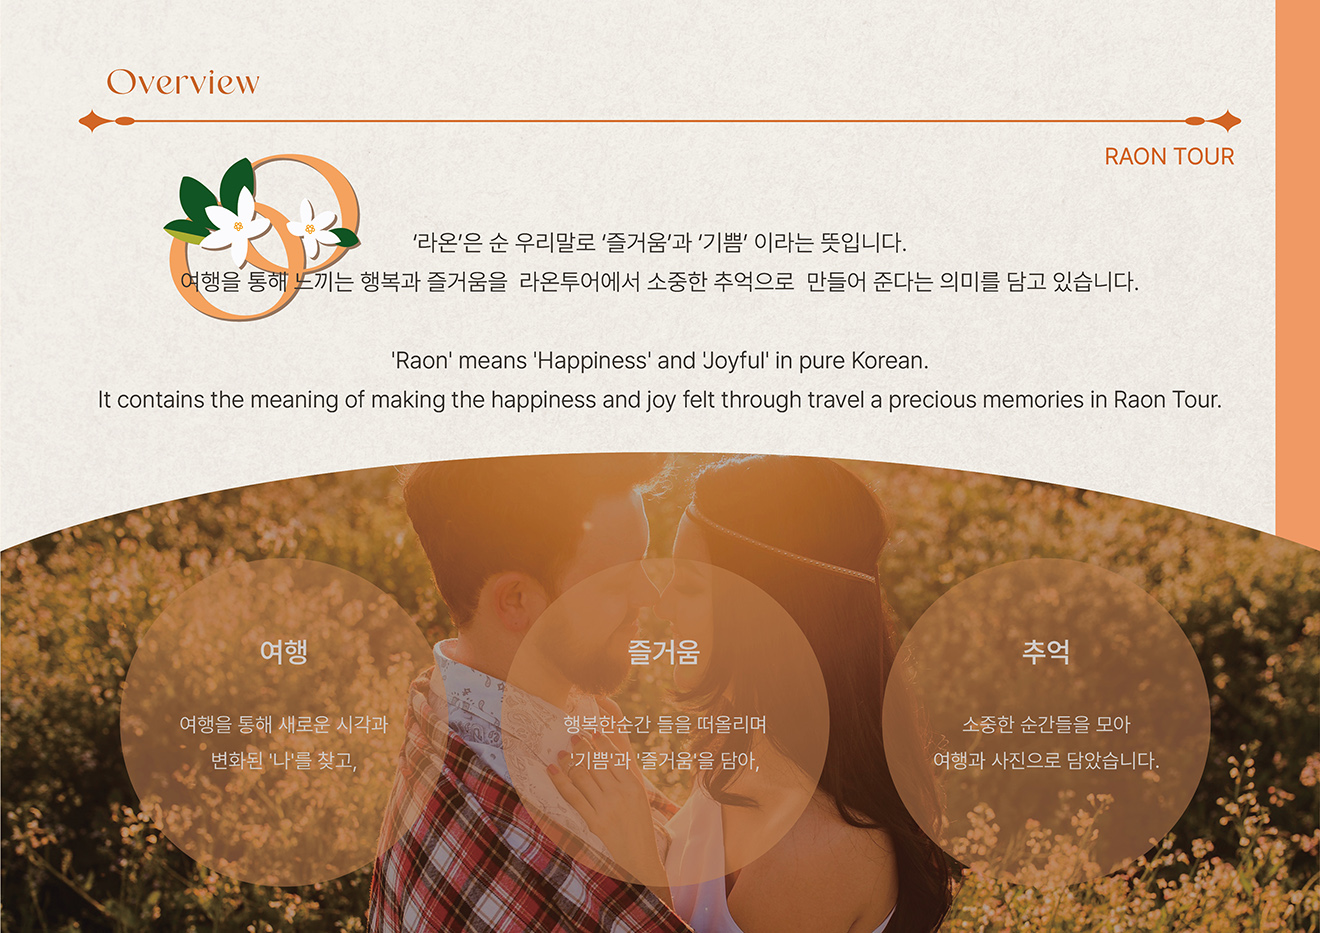 Overview
RAON TOUR
‘라온’은 순 우리말로 ‘즐거움’과 ‘기쁨’ 이라는 뜻입니다.
여행을 통해 느끼는 행복과 즐거움을 라온투어에서 소중한 추억으로 만들어 준다는 의미를 담고 있습니다.
'Raon' means 'Happiness' and 'Joyful' in pure Korean.
It contains the meaning of making the happiness and joy felt through travel a precious memories in Raon Tour.
여행
여행을 통해 새로운 시각과
변화된 '나'를 찾고,
즐거움
행복한순간 들을 떠올리며
'기쁨'과 '즐거움'을 담아,
추억
소중한 순간들을 모아
여행과 사진으로 담았습니다.